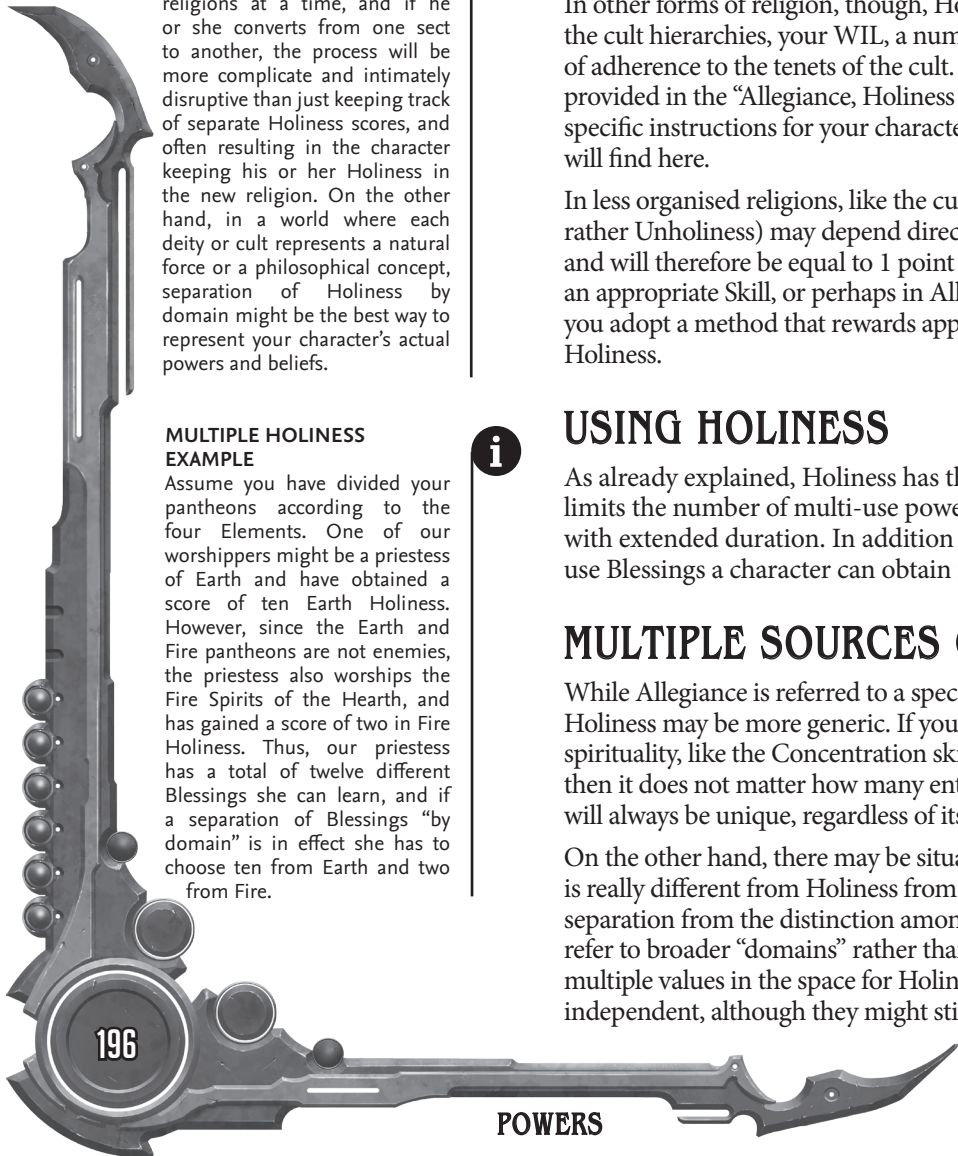 religions at a time, and if he
or she converts from one sect
to another, the process will be
more complicate and intimately
disruptive than just keeping track
of separate Holiness scores, and
often resulting in the character
keeping his or her Holiness in
the new religion. On the other
hand, in a world where each
deity or cult represents a natural
force or a philosophical concept,
separation of Holiness by
domain might be the best way to
represent your character's actual
powers and beliefs.
MULTIPLE HOLINESS
EXAMPLE
Assume you have divided your
pantheons according to the
four Elements. One of our
worshippers might be a priestess
of Earth and have obtained a
score of ten Earth Holiness.
However, since the Earth and
Fire pantheons are not enemies,
the priestess also worships the
Fire Spirits of the Hearth, and
has gained a score of two in Fire
Holiness. Thus, our priestess
has a total of twelve different
Blessings she can learn, and if
a separation of Blessings "by
domain" is in effect she has to
choose ten from Earth and two
from Fire.
i
In other forms of religion, though, Ho
the cult hierarchies, your WIL, a num
of adherence to the tenets of the cult.
provided in the "Allegiance, Holiness
specific instructions for your characte
will find here.
In less organised religions, like the cu
rather Unholiness) may depend direc
and will therefore be equal to 1 point
an appropriate Skill, or perhaps in All
you adopt a method that rewards app
Holiness.
USING HOLINESS
As already explained, Holiness has th
limits the number of multi-use powe
with extended duration. In addition
use Blessings a character can obtain
MULTIPLE SOURCES
While Allegiance is referred to a spec
Holiness may be more generic. If you
spirituality, like the Concentration ski
then it does not matter how many ent
will always be unique, regardless of its
On the other hand, there may be situa
is really different from Holiness from
separation from the distinction amon
refer to broader "domains" rather tha
multiple values in the space for Holin
independent, although they might sti
196
POWERS